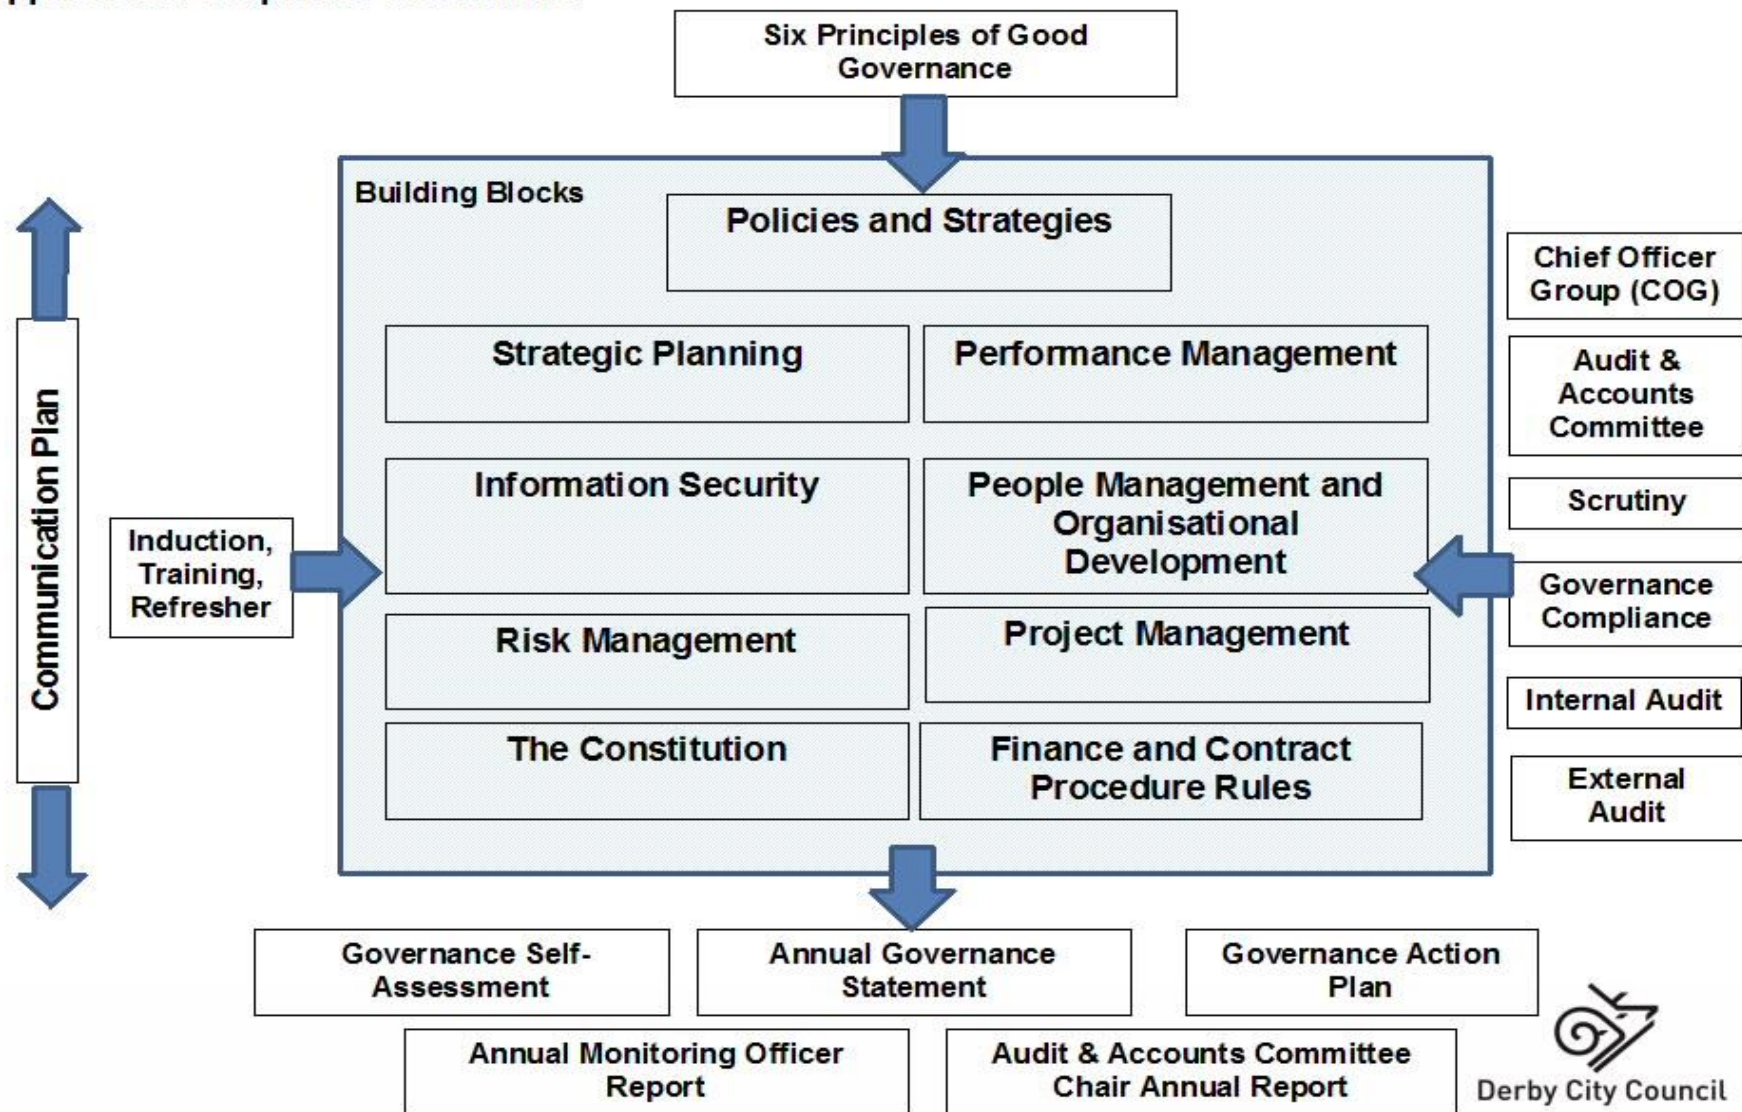 Six Principles of Good
Governance
Building Blocks
Policies and Strategies
Strategic Planning
Performance Management
Information Security
People Management and
Organisational
Development
Risk Management
Project Management
The Constitution
Finance and Contract
Procedure Rules
Communication Plan
Induction,
Training,
Refresher
Chief Officer
Group (COG)
Audit &
Accounts
Committee
Scrutiny
Governance
Compliance
Internal Audit
External
Audit
Governance Self-
Assessment
Annual Governance
Statement
Governance Action
Plan
Annual Monitoring Officer
Report
Audit & Accounts Committee
Chair Annual Report
Derby City Council